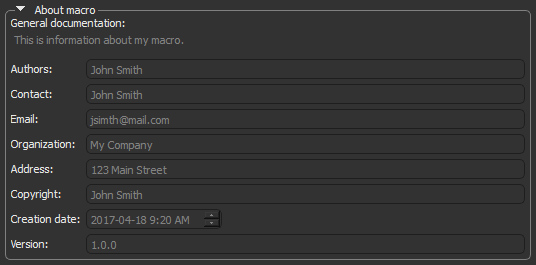 About macro
General documentation:
This is information about my macro.
Authors: John Smith
Contact: John Smith
Email: jsimth@mail.com
Organization: My Company
Address: 123 Main Street
Copyright: John Smith
Creation date: 2017-04-18 9:20 AM
Version: 1.0.0